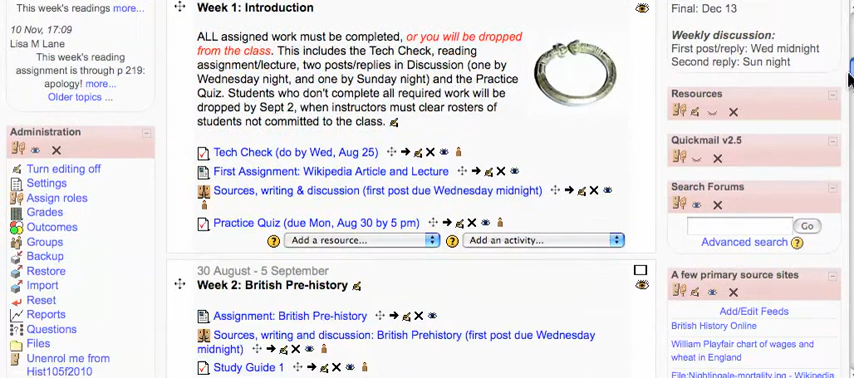 This week's readings more...
10 Nov, 17:09
Lisa M Lane
This week's reading
assignment is through p 219:
apology! more...
Older topics ...
Administration
Turn editing off
Settings
Assign roles
Grades
Outcomes
Groups
Backup
Restore
Import
Reset
Reports
Questions
Files
Unenrol me from
Hist105f2010
Week 1: Introduction
ALL assigned work must be completed, or you will be dropped
from the class. This includes the Tech Check, reading
assignment/lecture, two posts/replies in Discussion (one by
Wednesday night, and one by Sunday night) and the Practice
Quiz. Students who don't complete all required work will be
dropped by Sept 2, when instructors must clear rosters of
students not committed to the class.
Tech Check (do by Wed, Aug 25)
First Assignment: Wikipedia Article and Lecture
Sources, writing & discussion (first post due Wednesday midnight)
Practice Quiz (due Mon, Aug 30 by 5 pm)
Add a resource...
Add an activity...
30 August - 5 September
Week 2: British Pre-history
Assignment: British Pre-history
Sources, writing and discussion: British Prehistory (first post due Wednesday
midnight)
Study Guide 1
Final: Dec 13
Weekly discussion:
First post/reply: Wed midnight
Second reply: Sun night
Resources
Quickmail v2.5
Search Forums
Go
Advanced search
A few primary source sites
Add/Edit Feeds
British History Online
William Playfair chart of wages and
wheat in England
File:Nightingale-mortality.jpg - Wikipedia